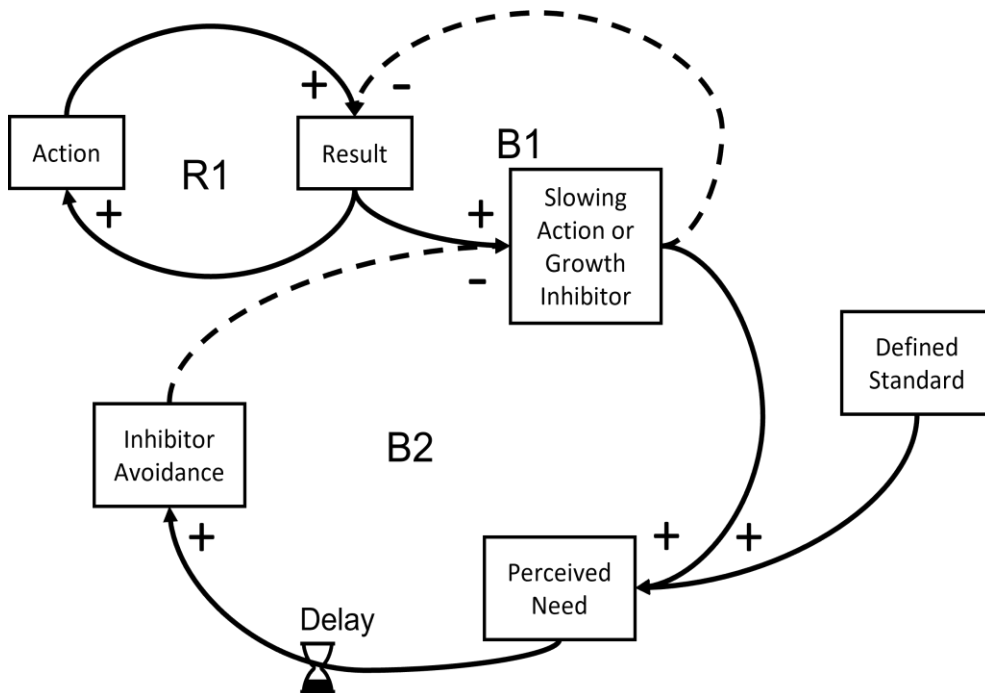 +
-
Action
Result
B1
R1
+
+
Slowing
Action or
Growth
Inhibitor
-
Defined
Standard
Inhibitor
Avoidance
B2
+
+
+
Perceived
Need
Delay